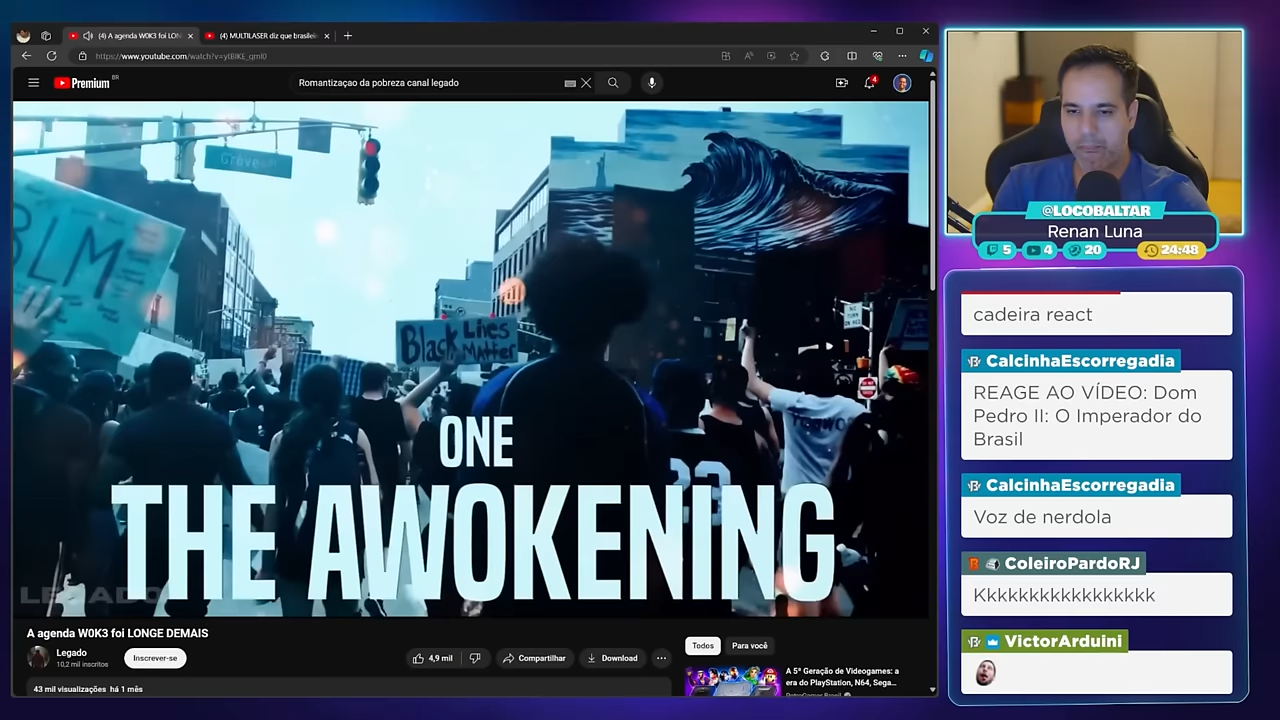 (4) A agenda W0K3 foi LON
(4) MULTILASER diz que brasilei
https://www.youtube.com/watch?v=ytBIKE_qmI0
Premium
BR
Romantizaçao da pobreza canal legado
4
Grove
BLM
Black Lives
Matter
23
ONE
THE AWOKENING
LEGADO
A agenda W0K3 foi LONGE DEMAIS
Legado
10,2 mil inscritos
Inscrever-se
4,9 mil
Compartilhar
Download
43 mil visualizações há 1 mês
Todos
Para você
A 5ª Geração de Videogames: a
era do PlayStation, N64, Sega...
@LOCOBALTAR
Renan Luna
5
4
20
24:48
cadeira react
CalcinhaEscorregadia
REAGE AO VÍDEO: Dom
Pedro II: O Imperador do
Brasil
CalcinhaEscorregadia
Voz de nerdola
ColeiroPardoRJ
Kkkkkkkkkkkkkkkkk
VictorArduini